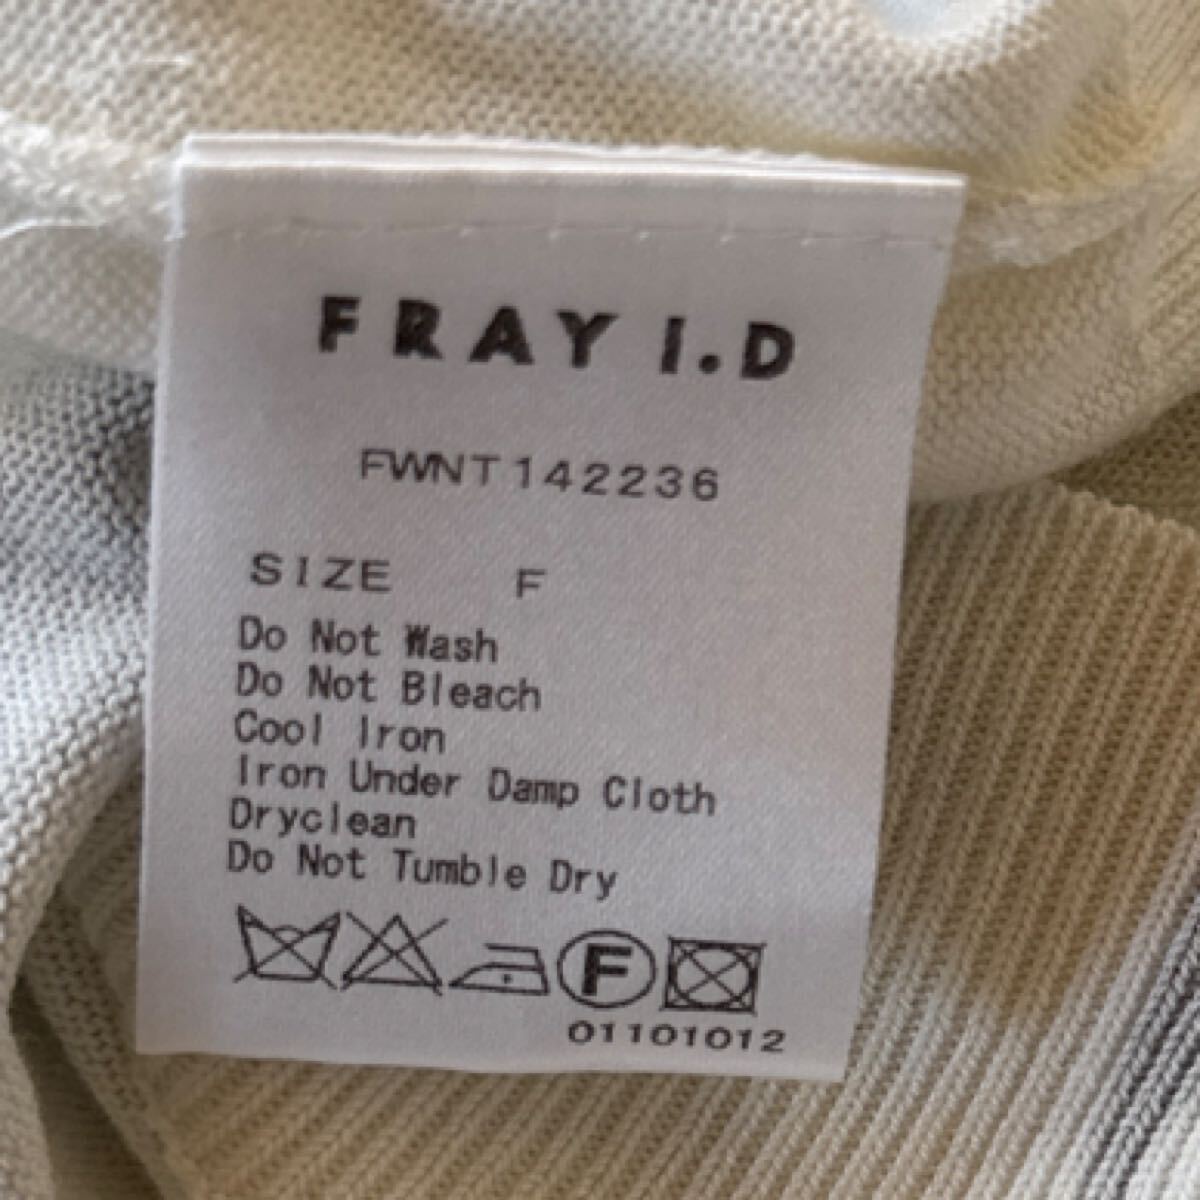 FRAY I.D
FWNT142236
SIZE F
Do Not Wash
Do Not Bleach
Cool Iron
Iron Under Damp Cloth
Dryclean
Do Not Tumble Dry
F
01101012